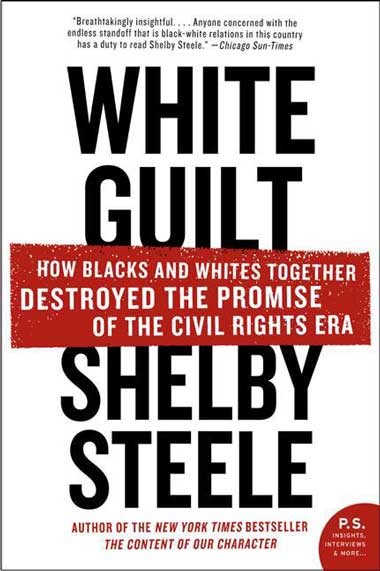 "Breathtakingly insightful. . . . Anyone concerned with the
endless standoff that is black-white relations in this country
has a duty to read Shelby Steele." —Chicago Sun-Times
WHITE
GUILT
HOW BLACKS AND WHITES TOGETHER
DESTROYED THE PROMISE
OF THE CIVIL RIGHTS ERA
SHELBY
STEELE
AUTHOR OF THE NEW YORK TIMES BESTSELLER
THE CONTENT OF OUR CHARACTER
P.S.
INSIGHTS,
INTERVIEWS
& MORE...